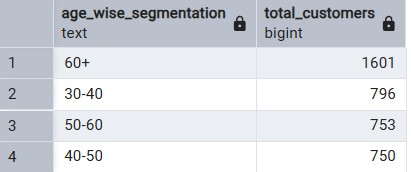 age_wise_segmentation total_customers
text bigint
1 60+ 1601
2 30-40 796
3 50-60 753
4 40-50 750